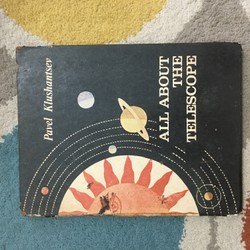 Pavel Klushantsev
ALL ABOUT
THE
TELESCOPE